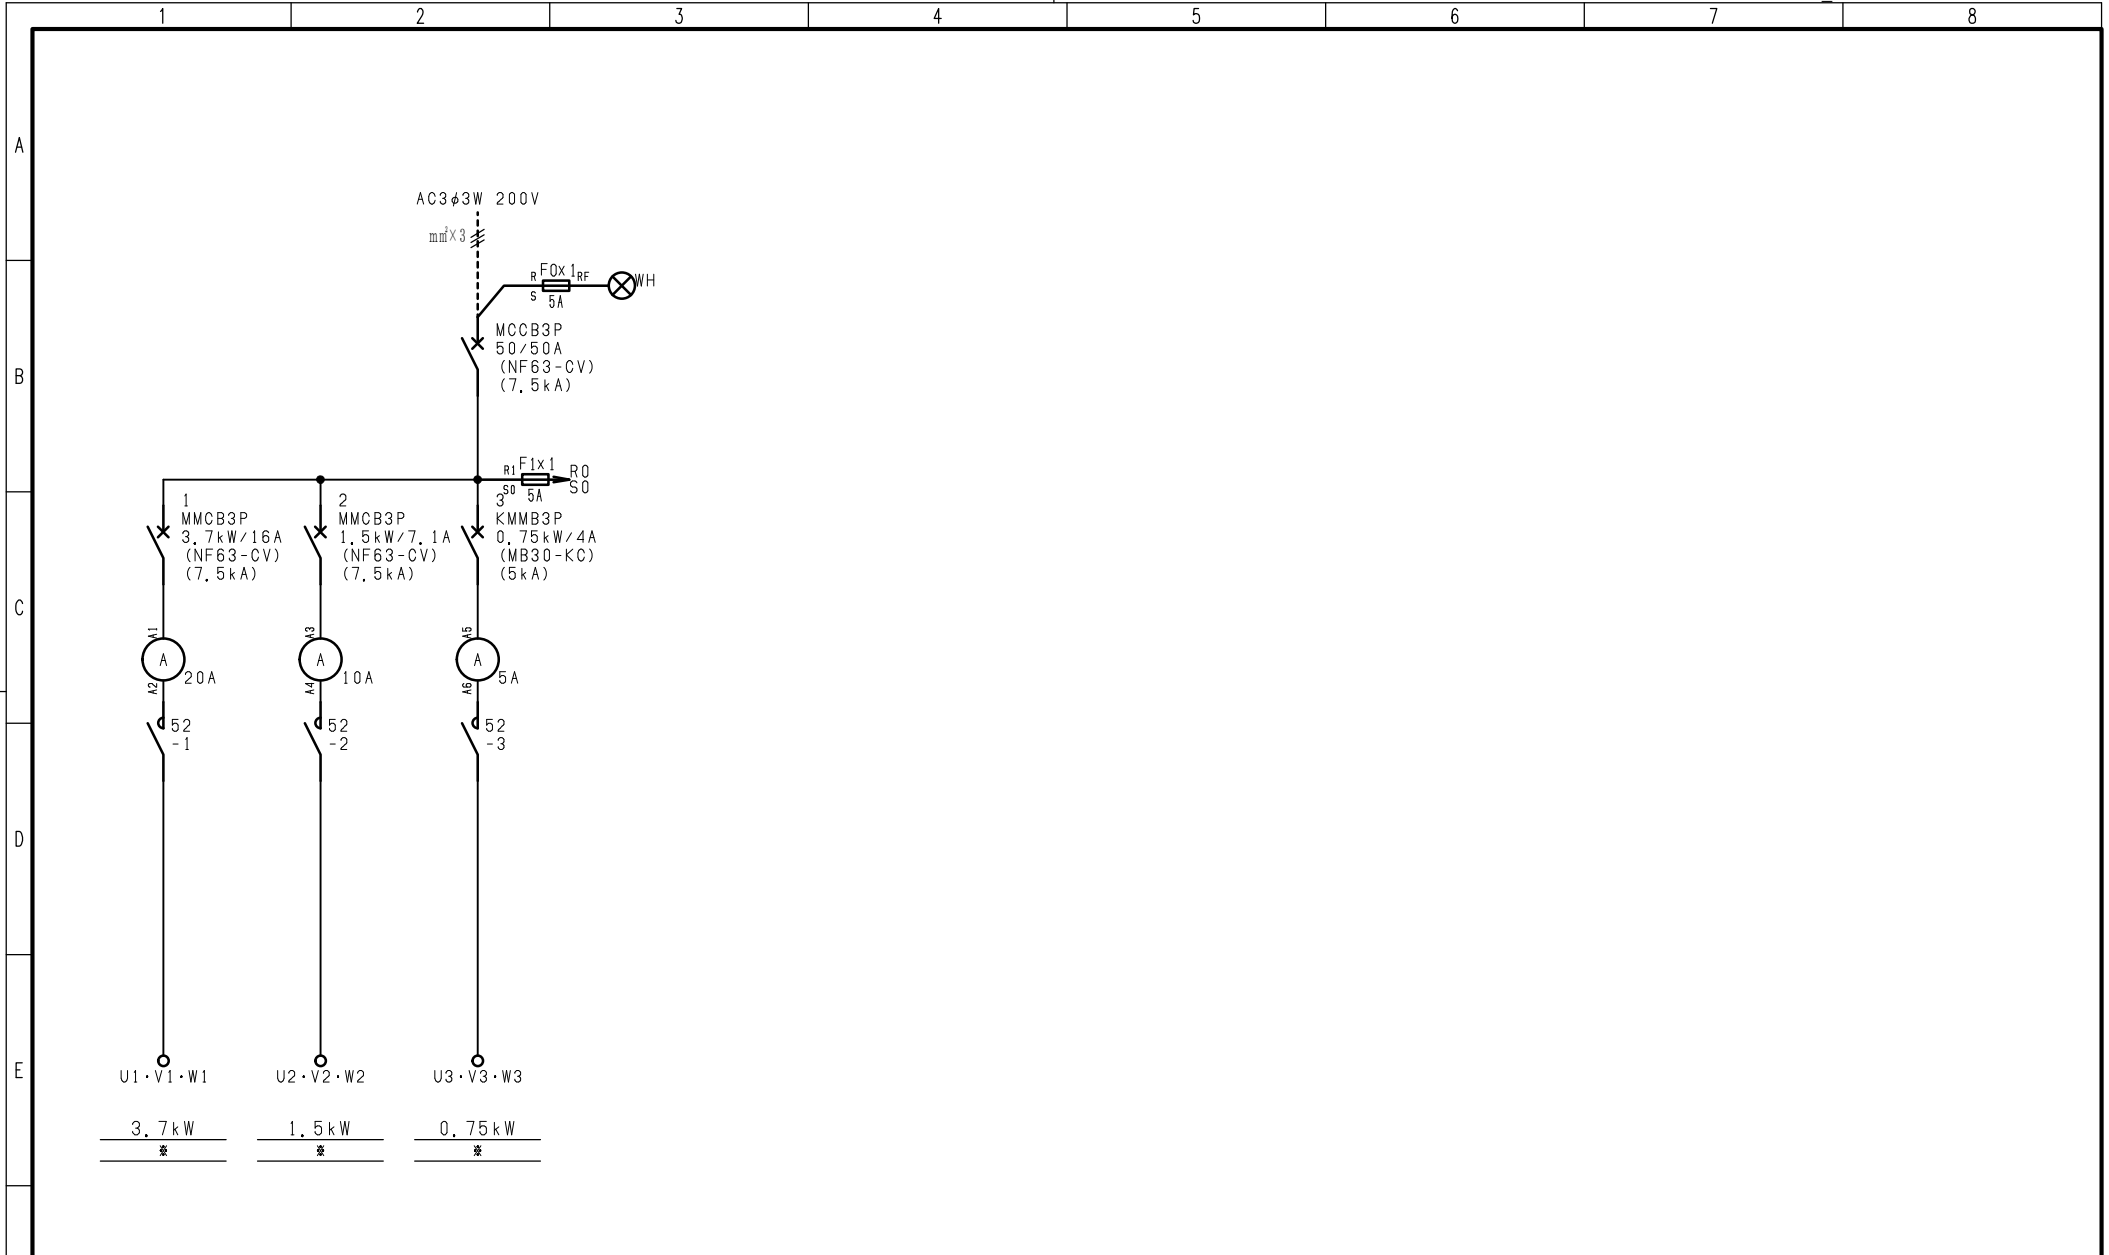 1 2 3 4 5 6 7 8
A
AC3φ3W 200V
mm²×3
R F0x1 RF
S 5A
WH
MCCB3P
50/50A
(NF63-CV)
(7.5kA)
B
R1 F1x1 R0
S0 5A S0
1
MMCB3P
3.7kW/16A
(NF63-CV)
(7.5kA)
2
MMCB3P
1.5kW/7.1A
(NF63-CV)
(7.5kA)
3
KMMB3P
0.75kW/4A
(MB30-KC)
(5kA)
C
A1
A
20A
A2
A3
A
10A
A4
A5
A
5A
A6
52
-1
52
-2
52
-3
D
E
U1・V1・W1
U2・V2・W2
U3・V3・W3
3.7kW
1.5kW
0.75kW